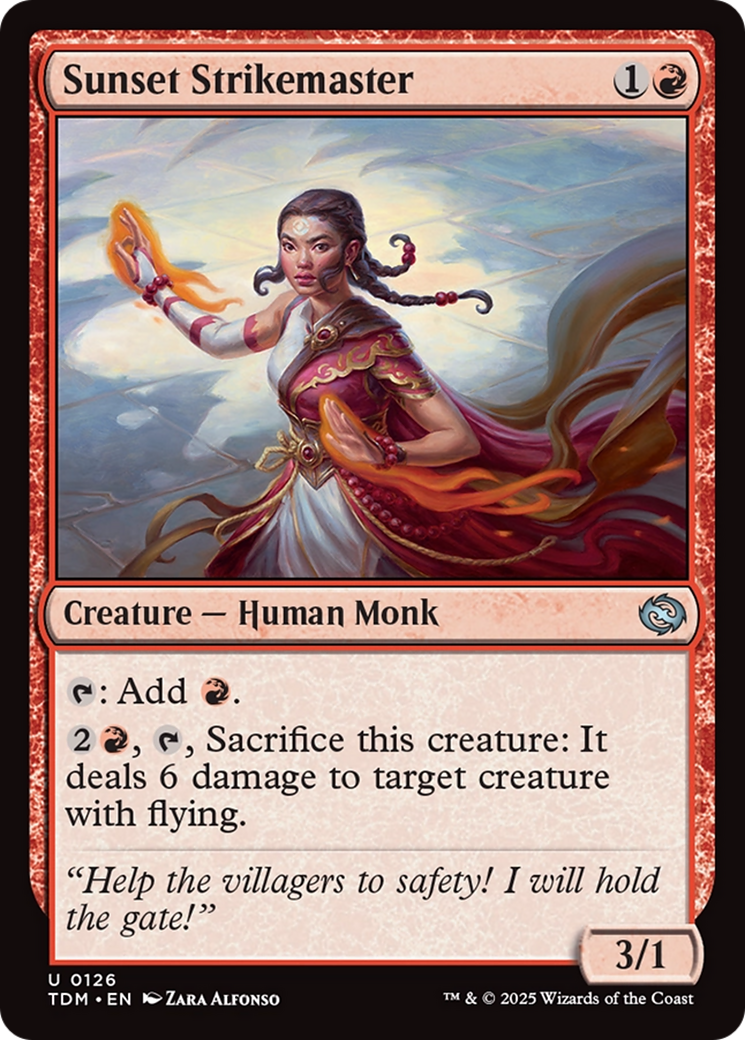 Sunset Strikemaster 1
Creature — Human Monk
: Add .
2, , Sacrifice this creature: It
deals 6 damage to target creature
with flying.
“Help the villagers to safety! I will hold
the gate!”
3/1
U 0126
TDM • EN Zara Alfonso
™ & © 2025 Wizards of the Coast